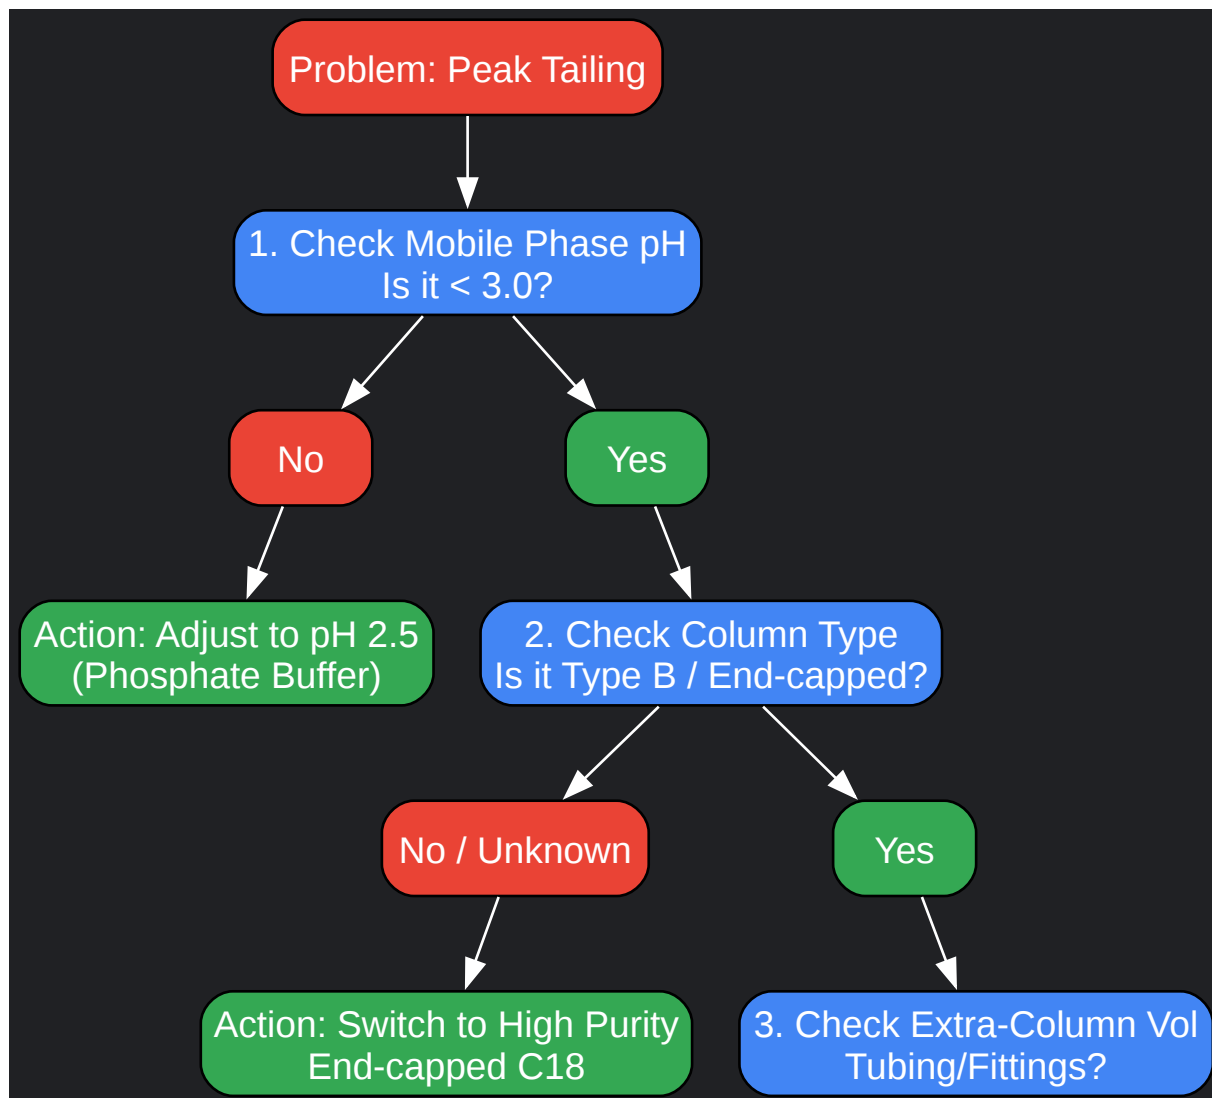 Problem: Peak Tailing
1. Check Mobile Phase pH
Is it < 3.0?
No
Yes
Action: Adjust to pH 2.5
(Phosphate Buffer)
2. Check Column Type
Is it Type B / End-capped?
No / Unknown
Yes
Action: Switch to High Purity
End-capped C18
3. Check Extra-Column Vol
Tubing/Fittings?